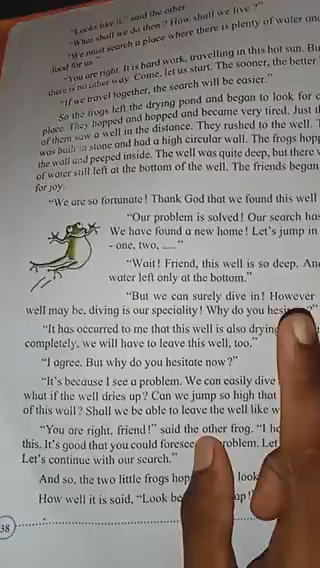 "Looks like it," said the other
"What shall we do then? How shall we live?"
"We must search a place where there is plenty of water and
food for us."
"You are right. It is hard work, travelling in this hot sun. But
there is no other way. Come, let us start. The sooner, the better
"If we travel together, the search will be easier."
So the frogs left the drying pond and began to look for a
place. They hopped and hopped and became very tired. Just
of them saw a well in the distance. They rushed to the well.
was built in stone and had a high circular wall. The frogs hopp
the wall and peeped inside. The well was quite deep, but there
of water still left at the bottom of the well. The friends began
for joy.
"We are so fortunate! Thank God that we found this well
"Our problem is solved! Our search has
We have found a new home! Let's jump in
- one, two, ....."
"Wait! Friend, this well is so deep. And
water left only at the bottom."
"But we can surely dive in! However
well may be, diving is our speciality! Why do you
"It has occurred to me that this well is also drying
completely, we will have to leave this well, too."
"I agree. But why do you hesitate now?"
"It's because I see a problem. We can easily dive
what if the well dries up? Can we jump so high that
of this wall? Shall we be able to leave the well like
"You are right, friend!" said the other frog. "I
this. It's good that you could foresee problem. Let
Let's continue with our search."
And so, the two little frogs look
How well it is said, "Look
38